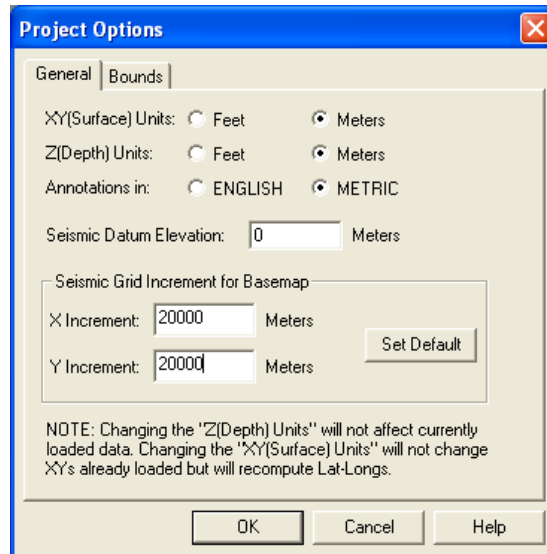 Project Options
General Bounds
XY(Surface) Units: Feet Meters
Z(Depth) Units: Feet Meters
Annotations in: ENGLISH METRIC
Seismic Datum Elevation: 0 Meters
Seismic Grid Increment for Basemap
X Increment: 20000 Meters
Set Default
Y Increment: 20000 Meters
NOTE: Changing the "Z(Depth) Units" will not affect currently
loaded data. Changing the "XY(Surface) Units" will not change
XYs already loaded but will recompute Lat-Longs.
OK Cancel Help